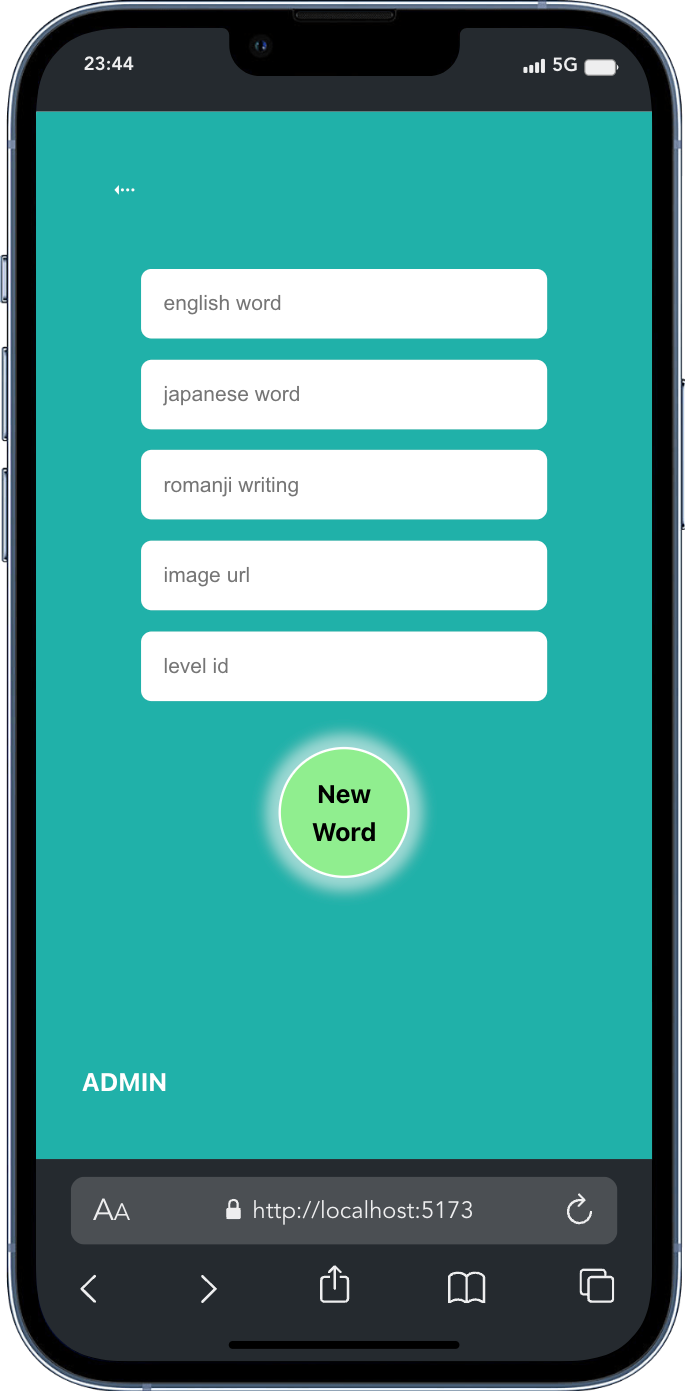 23:44
5G
english word
japanese word
romanji writing
image url
level id
New
Word
ADMIN
AA
http://localhost:5173